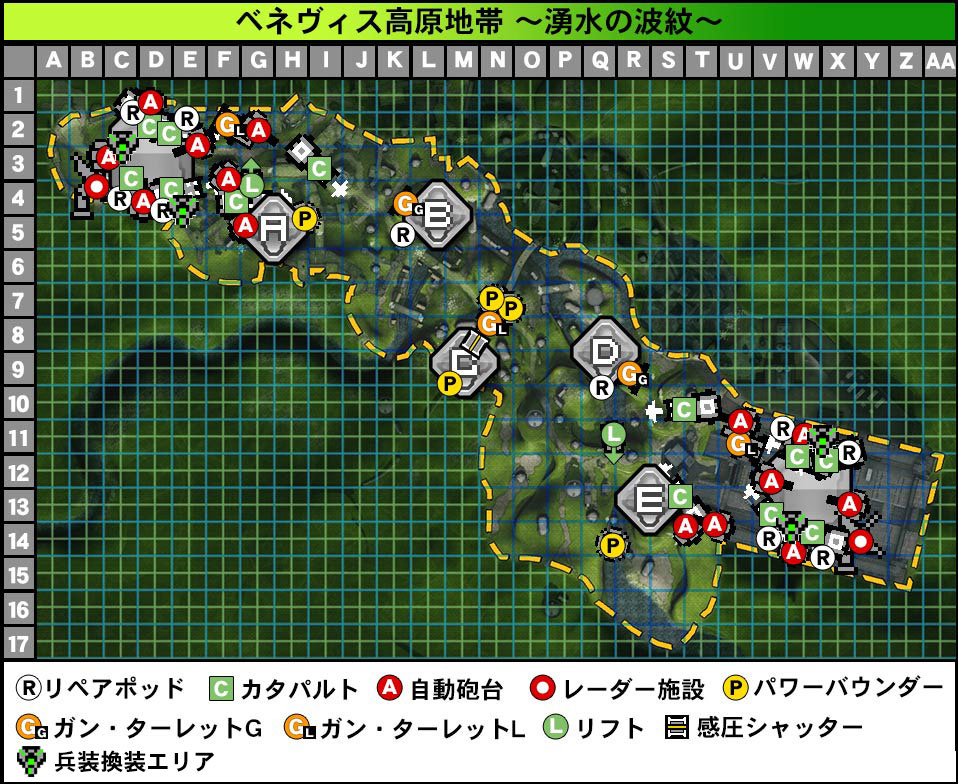 ベネヴィス高原地帯 ～湧水の波紋～
A B C D E F G H I J K L M N O P Q R S T U V W X Y Z AA
1
R A
2
C C R G L A
3
A A C
4
C C A L
R A R C G G B
5
A A P R
6
7
P P
8
G L
9
C D
P R G G
10
C
11
L A R A
G L C C R
12
A
13
E C A
C
14
P A A R C
A R
15
16
17
R リペアポッド C カタパルト A 自動砲台 レーダー施設 P パワーバウンダー
G G ガン・ターレットG G L ガン・ターレットL L リフト 感圧シャッター
兵装換装エリア